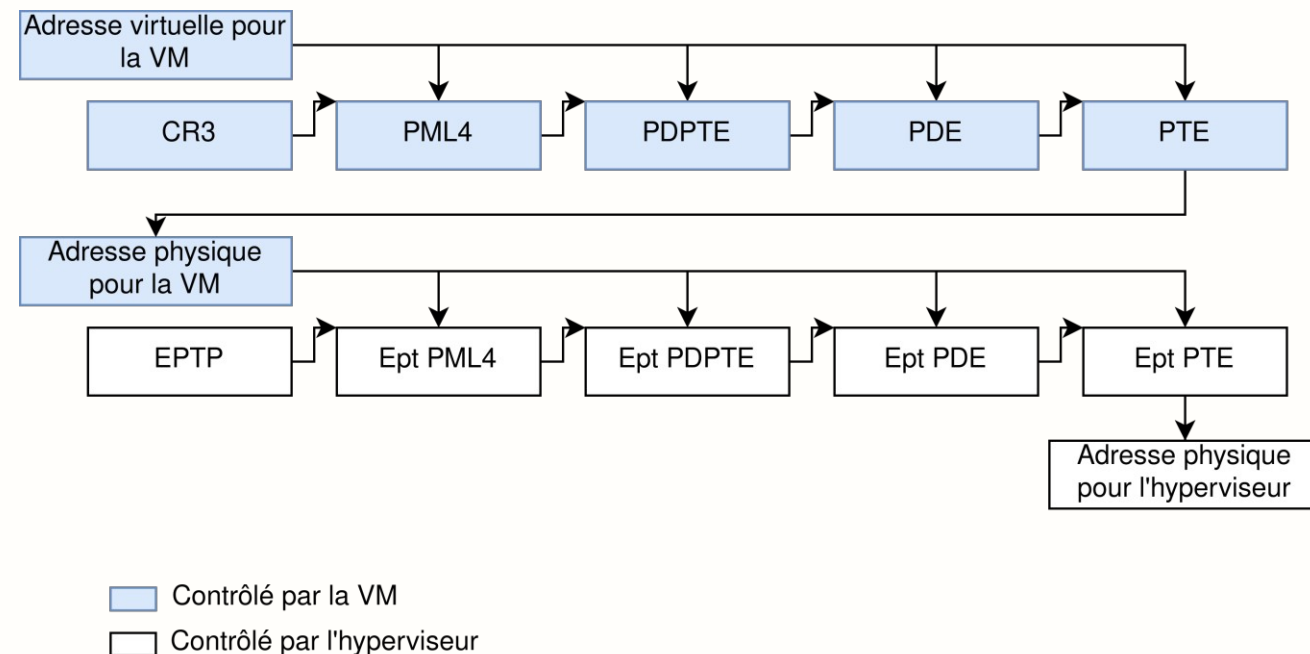 Adresse virtuelle pour
la VM
CR3
PML4
PDPTE
PDE
PTE
Adresse physique
pour la VM
EPTP
Ept PML4
Ept PDPTE
Ept PDE
Ept PTE
Adresse physique
pour l'hyperviseur
Contrôlé par la VM
Contrôlé par l'hyperviseur